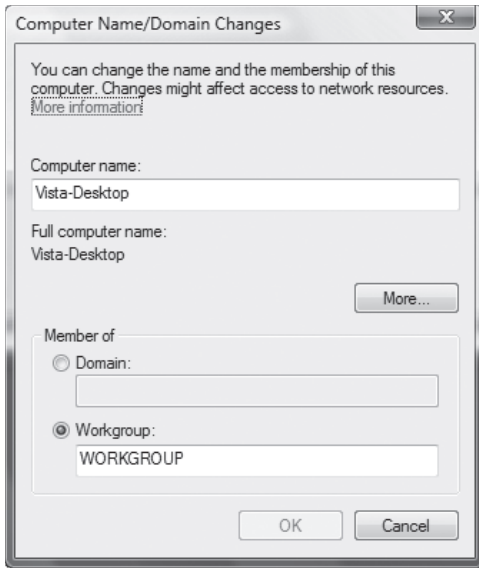 Computer Name/Domain Changes
You can change the name and the membership of this
computer. Changes might affect access to network resources.
More information
Computer name:
Vista-Desktop
Full computer name:
Vista-Desktop
More...
Member of
Domain:
Workgroup:
WORKGROUP
OK
Cancel